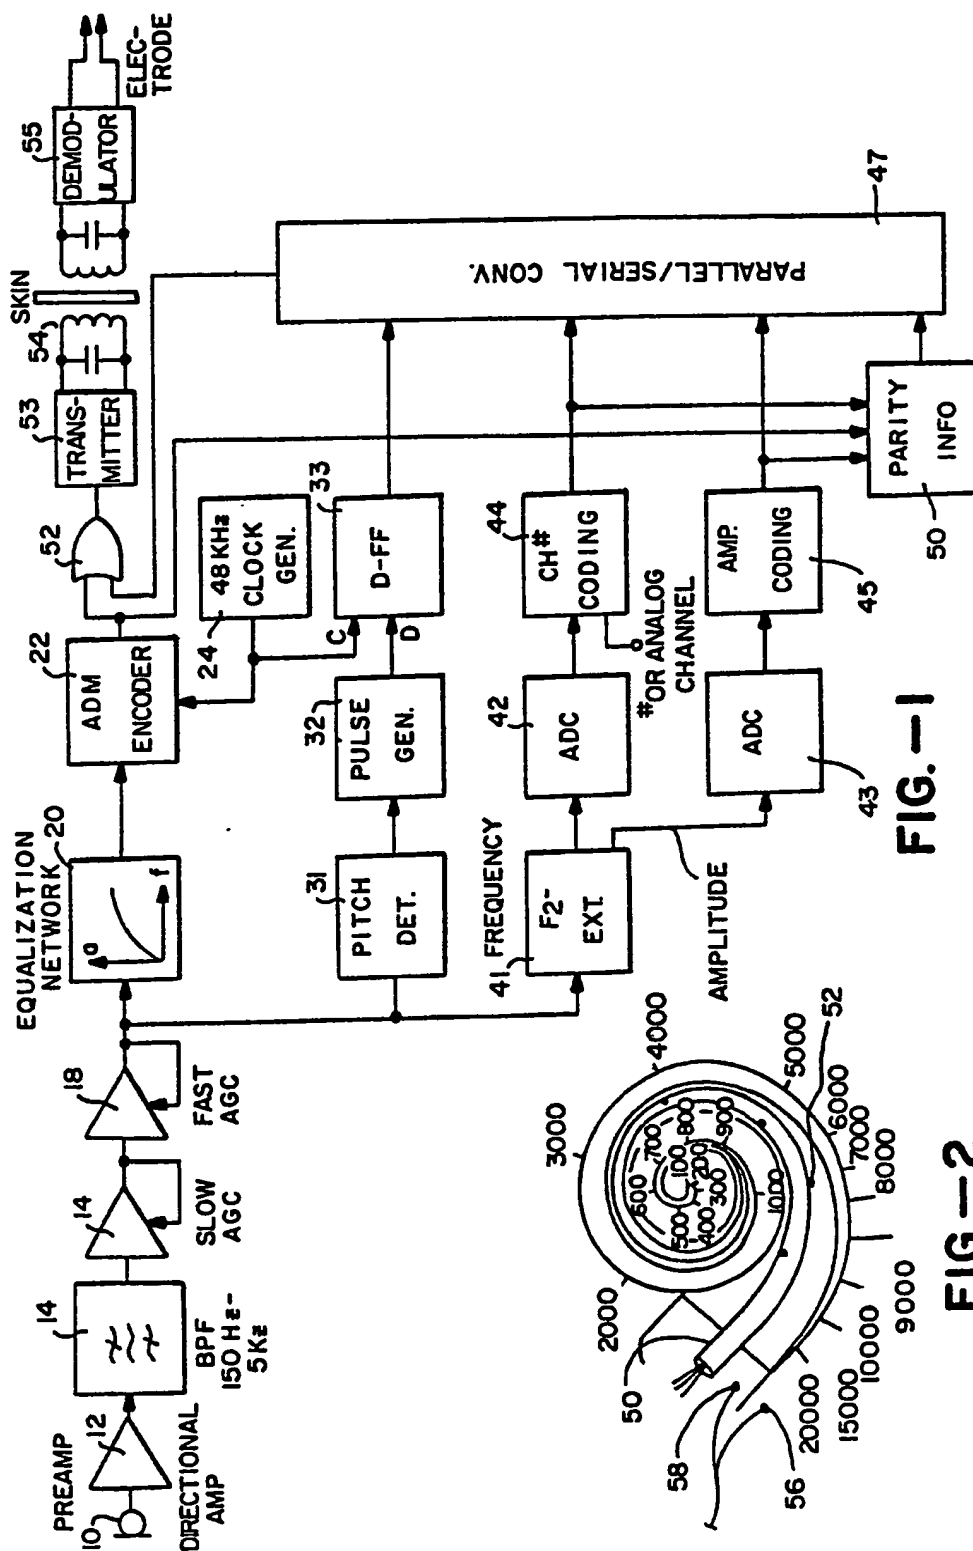 PREAMP
10
12
DIRECTIONAL
AMP
14
BPF
150 Hz-
5Kz
14
SLOW
AGC
18
FAST
AGC
EQUALIZATION
NETWORK
20
a
f
22
ADM
ENCODER
52
53
TRANS-
MITTER
54
SKIN
55
DEMOD-
ULATOR
ELEC-
TRODE
24
48KHz
CLOCK
GEN.
31
PITCH
DET.
32
PULSE
GEN.
33
C
D
D-FF
41
FREQUENCY
F2-
EXT.
AMPLITUDE
42
ADC
44
CH#
CODING
#OR ANALOG
CHANNEL
43
ADC
45
AMP.
CODING
PARALLEL/SERIAL CONV.
47
PARITY
INFO
50
FIG.-1
3000
4000
2000
5000
6000
7000
8000
9000
10000
15000
20000
600
700
800
900
1000
100
200
300
400
500
50
52
58
56
FIG-2.